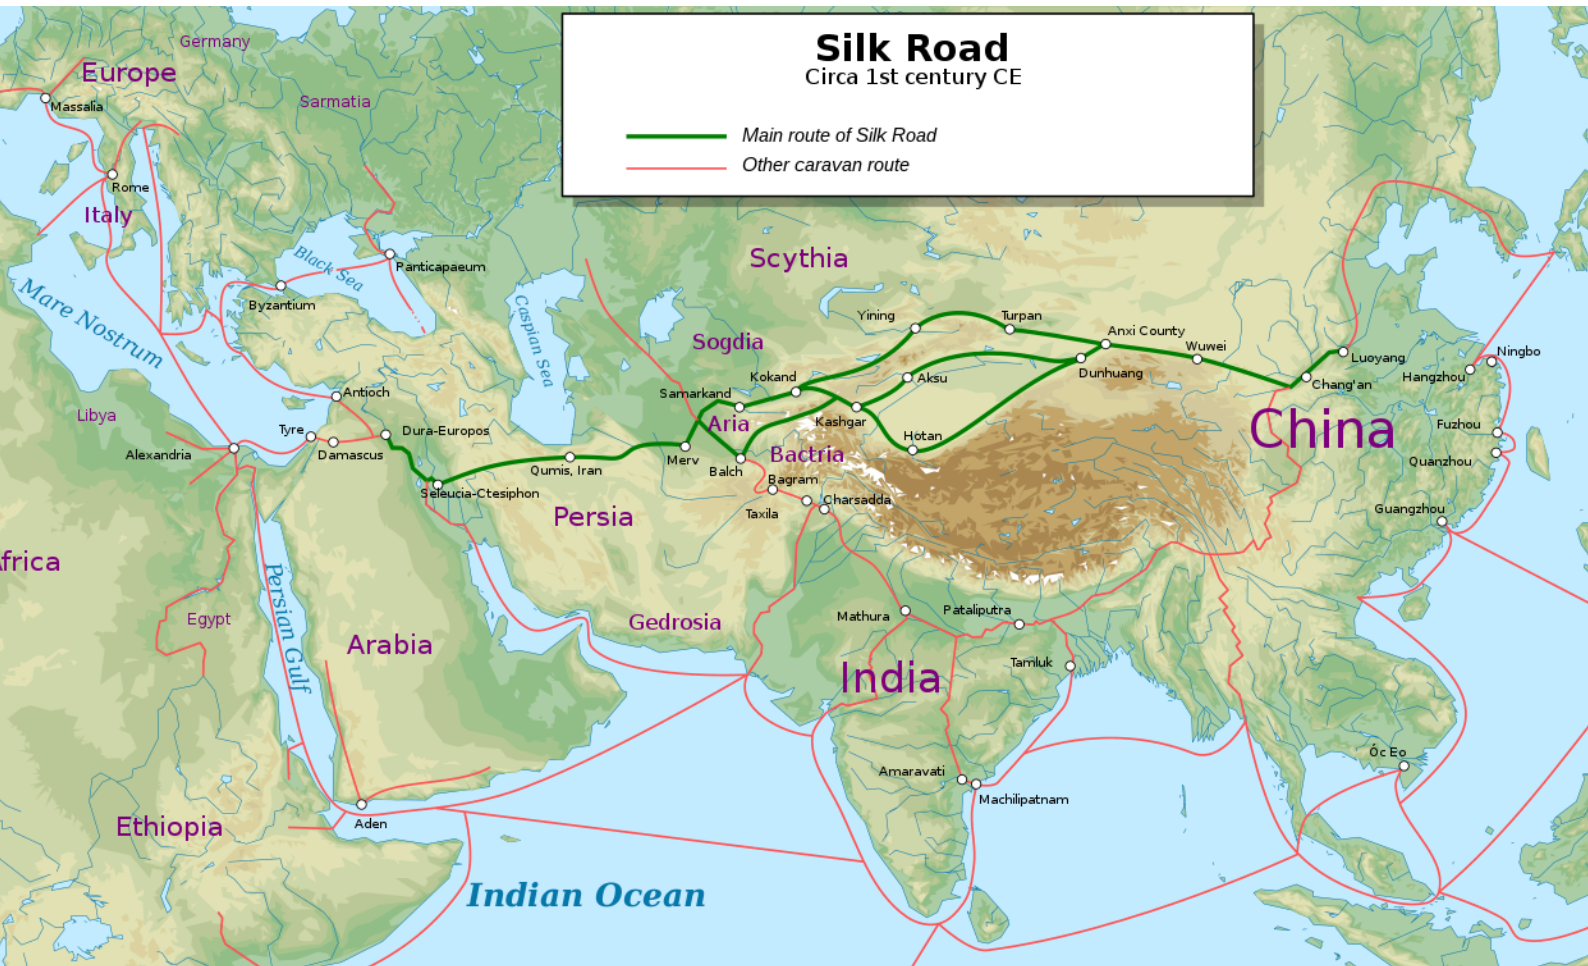 Silk Road
Circa 1st century CE
Main route of Silk Road
Other caravan route
Germany
Europe
Sarmatia
Massalia
Rome
Italy
Black Sea
Panticapaeum
Scythia
Mare Nostrum
Byzantium
Caspian Sea
Yining
Turpan
Anxi County
Sogdia
Wuwei
Ningbo
Luoyang
Hangzhou
Kokand
Aksu
Dunhuang
Chang'an
Antioch
Samarkand
Libya
Aria
Kashgar
China
Fuzhou
Tyre
Dura-Europos
Hotan
Alexandria
Damascus
Merv
Bactria
Quanzhou
Qumis, Iran
Balch
Bagram
Seleucia-Ctesiphon
Charsadda
Taxila
Guangzhou
Persia
frica
Persian Gulf
Egypt
Gedrosia
Mathura
Pataliputra
Arabia
India
Tamluk
Óc Eo
Amaravati
Machilipatnam
Ethiopia
Aden
Indian Ocean